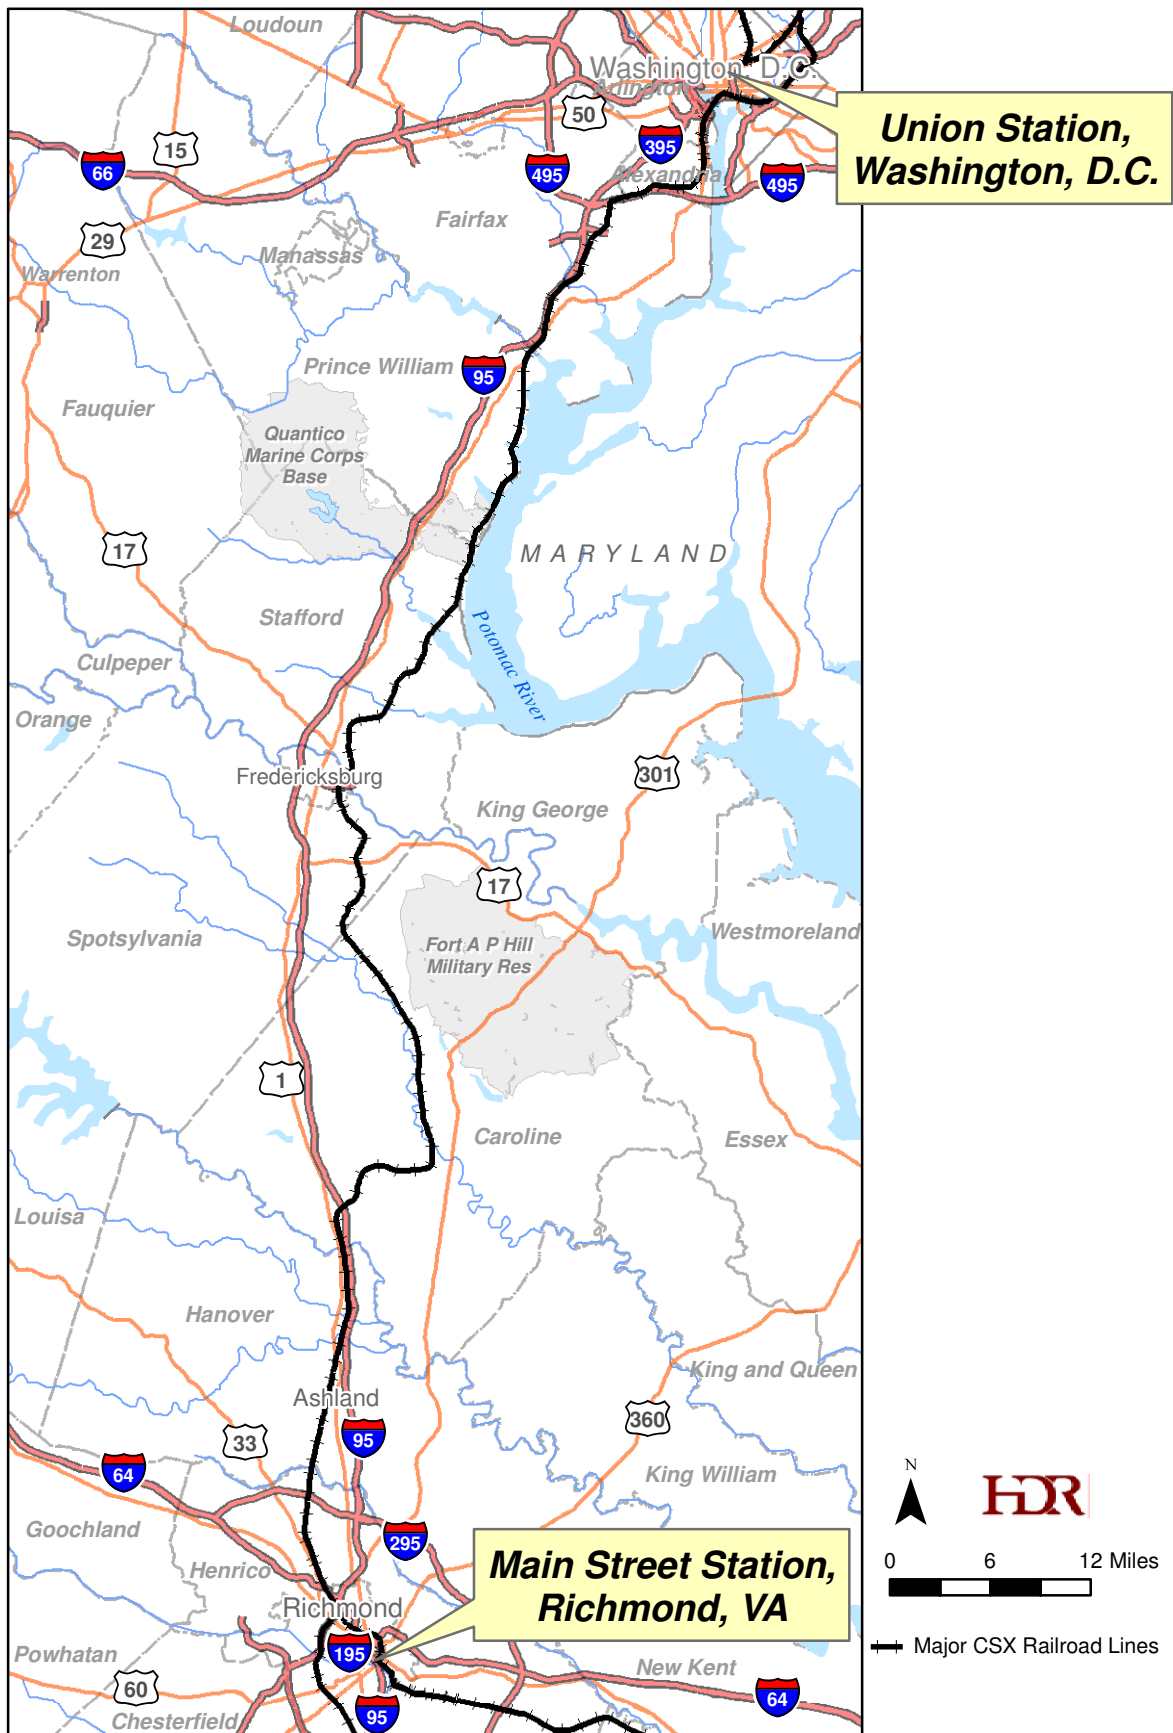 Loudoun
Washington, D.C.
Arlington
50
Union Station,
Washington, D.C.
15
395
66
495
Alexandria
495
Fairfax
29
Manassas
Warrenton
Prince William
95
Fauquier
Quantico
Marine Corps
Base
17
MARYLAND
Stafford
Potomac River
Culpeper
Orange
Fredericksburg
301
King George
17
Spotsylvania
Fort A P Hill
Military Res
Westmoreland
1
Caroline
Essex
Louisa
Hanover
King and Queen
Ashland
360
33
95
64
King William
N
HDR
Goochland
295
Henrico
Main Street Station,
Richmond, VA
0 6 12 Miles
Richmond
195
Major CSX Railroad Lines
Powhatan
New Kent
60
64
95
Chesterfield